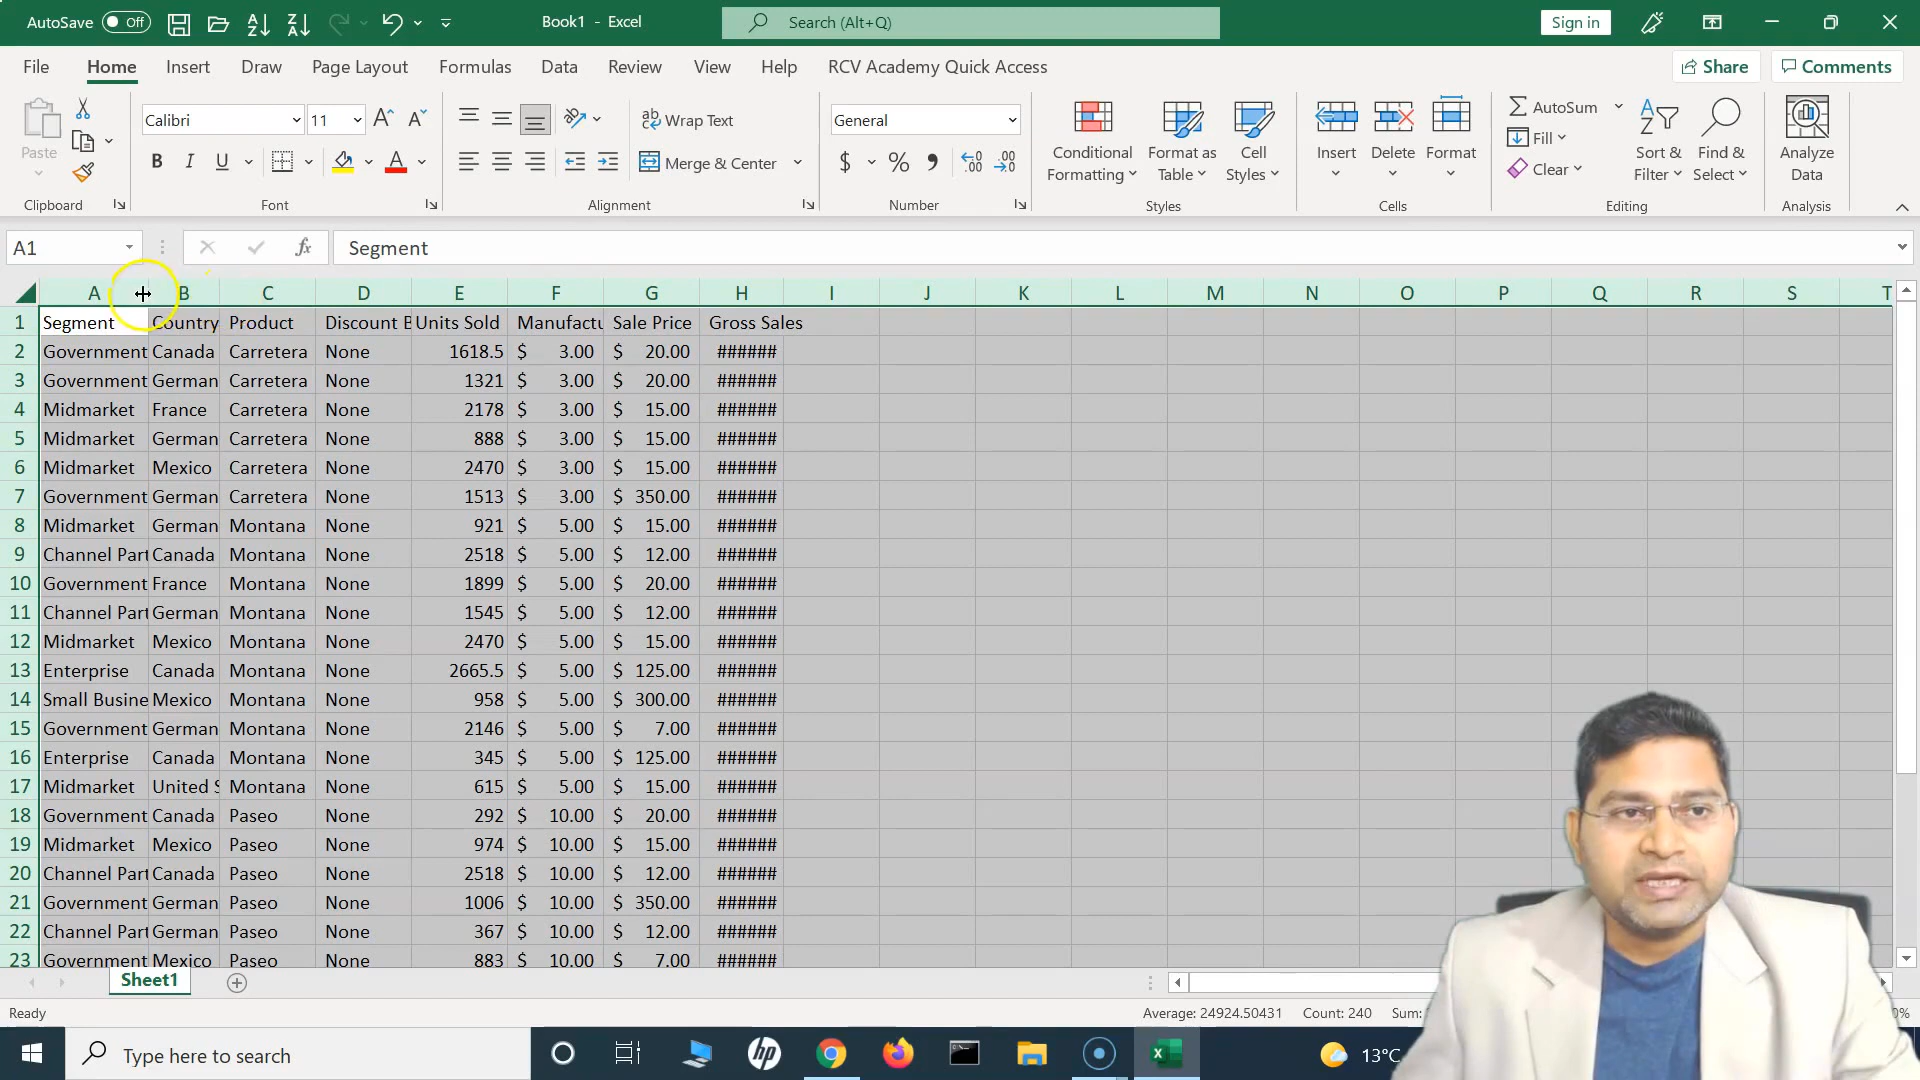 AutoSave Off Book1 - Excel Search (Alt+Q) Sign in
File Home Insert Draw Page Layout Formulas Data Review View Help RCV Academy Quick Access Share Comments
Calibri 11 Wrap Text General AutoSum
Paste Merge & Center Conditional Formatting Format as Table Cell Styles Insert Delete Format Fill Clear Sort & Filter Find & Select Analyze Data
Clipboard Font Alignment Number Styles Cells Editing Analysis
A1 fx Segment
A B C D E F G H I J K L M N O P Q R S T
1 Segment Country Product Discount B Units Sold Manufactu Sale Price Gross Sales
2 Government Canada Carretera None 1618.5 $ 3.00 $ 20.00 ######
3 Government German Carretera None 1321 $ 3.00 $ 20.00 ######
4 Midmarket France Carretera None 2178 $ 3.00 $ 15.00 ######
5 Midmarket German Carretera None 888 $ 3.00 $ 15.00 ######
6 Midmarket Mexico Carretera None 2470 $ 3.00 $ 15.00 ######
7 Government German Carretera None 1513 $ 3.00 $ 350.00 ######
8 Midmarket German Montana None 921 $ 5.00 $ 15.00 ######
9 Channel Part Canada Montana None 2518 $ 5.00 $ 12.00 ######
10 Government France Montana None 1899 $ 5.00 $ 20.00 ######
11 Channel Part German Montana None 1545 $ 5.00 $ 12.00 ######
12 Midmarket Mexico Montana None 2470 $ 5.00 $ 15.00 ######
13 Enterprise Canada Montana None 2665.5 $ 5.00 $ 125.00 ######
14 Small Busine Mexico Montana None 958 $ 5.00 $ 300.00 ######
15 Government German Montana None 2146 $ 5.00 $ 7.00 ######
16 Enterprise Canada Montana None 345 $ 5.00 $ 125.00 ######
17 Midmarket United S Montana None 615 $ 5.00 $ 15.00 ######
18 Government Canada Paseo None 292 $ 10.00 $ 20.00 ######
19 Midmarket Mexico Paseo None 974 $ 10.00 $ 15.00 ######
20 Channel Part Canada Paseo None 2518 $ 10.00 $ 12.00 ######
21 Government German Paseo None 1006 $ 10.00 $ 350.00 ######
22 Channel Part German Paseo None 367 $ 10.00 $ 12.00 ######
23 Government Mexico Paseo None 883 $ 10.00 $ 7.00 ######
Sheet1
Ready Average: 24924.50431 Count: 240 Sum: 0%
Type here to search hp 13°C